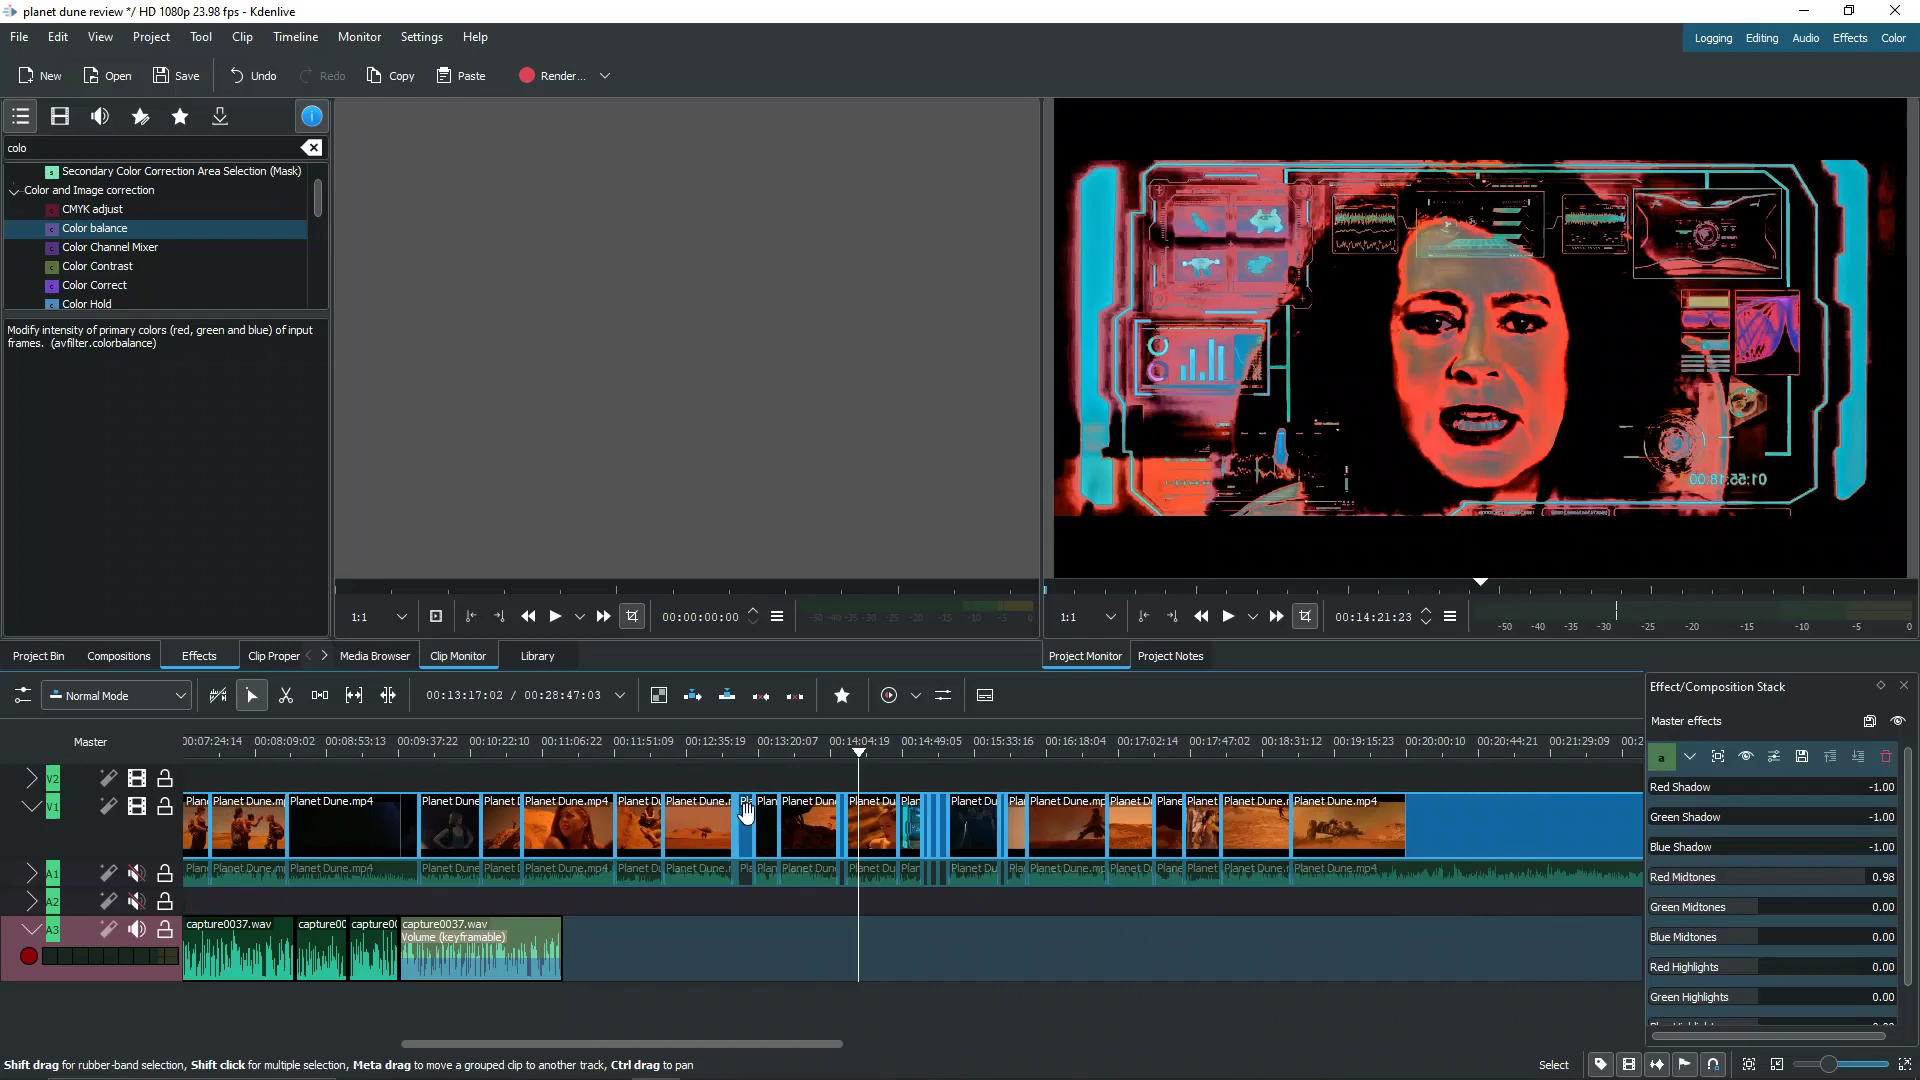 planet dune review */ HD 1080p 23.98 fps - Kdenlive
File Edit View Project Tool Clip Timeline Monitor Settings Help
Logging Editing Audio Effects Color
New Open Save Undo Redo Copy Paste Render...
colo
Secondary Color Correction Area Selection (Mask)
Color and Image correction
CMYK adjust
Color balance
Color Channel Mixer
Color Contrast
Color Correct
Color Hold
Modify intensity of primary colors (red, green and blue) of input
frames. (avfilter.colorbalance)
01:55:18:00
1:1 00:00:00:00 -50 -40 -35 -30 -25 -20 -15 -10 -5 0
1:1 00:14:21:23 -50 -40 -35 -30 -25 -20 -15 -10 -5 0
Project Bin Compositions Effects Clip Proper Media Browser Clip Monitor Library
Project Monitor Project Notes
Normal Mode 00:13:17:02 / 00:28:47:03
Master
00:07:24:14 00:08:09:02 00:08:53:13 00:09:37:22 00:10:22:10 00:11:06:22 00:11:51:09 00:12:35:19 00:13:20:07 00:14:04:19 00:14:49:05 00:15:33:16 00:16:18:04 00:17:02:14 00:17:47:02 00:18:31:12 00:19:15:23 00:20:00:10 00:20:44:21 00:21:29:09 00:2
V2
V1
Plan Planet Dune.m Planet Dune.mp4 Planet Dune Planet Planet Dune.mp4 Planet Du Planet Dune. Plan Planet Dun Planet Du Plan Planet Du Pla Planet Dune.mp Planet D Plane Planet Planet Dune. Planet Dune.mp4
A1
Plan Planet Dune.m Planet Dune.mp4 Planet Dune Planet Planet Dune.mp4 Planet Du Planet Dune. Plan Planet Dun Planet Du Plan Planet Du Pla Planet Dune.mp Planet D Plane Planet Planet Dune. Planet Dune.mp4
A2
A3
capture0037.wav capture00 capture0 capture0037.wav
Volume (keyframable)
Effect/Composition Stack
Master effects
a
Red Shadow -1.00
Green Shadow -1.00
Blue Shadow -1.00
Red Midtones 0.98
Green Midtones 0.00
Blue Midtones 0.00
Red Highlights 0.00
Green Highlights 0.00
Shift drag for rubber-band selection, Shift click for multiple selection, Meta drag to move a grouped clip to another track, Ctrl drag to pan
Select